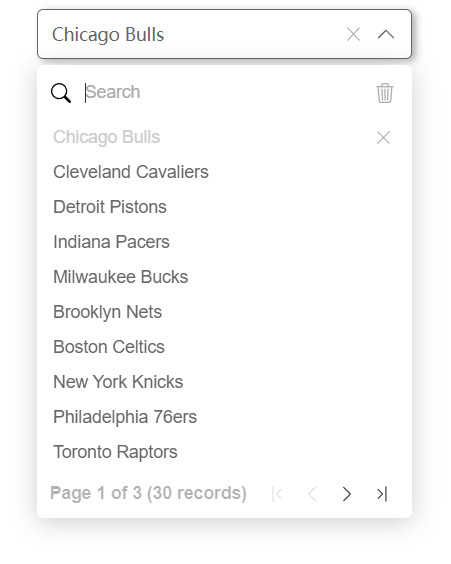 Chicago Bulls
Search
Chicago Bulls
Cleveland Cavaliers
Detroit Pistons
Indiana Pacers
Milwaukee Bucks
Brooklyn Nets
Boston Celtics
New York Knicks
Philadelphia 76ers
Toronto Raptors
Page 1 of 3 (30 records)